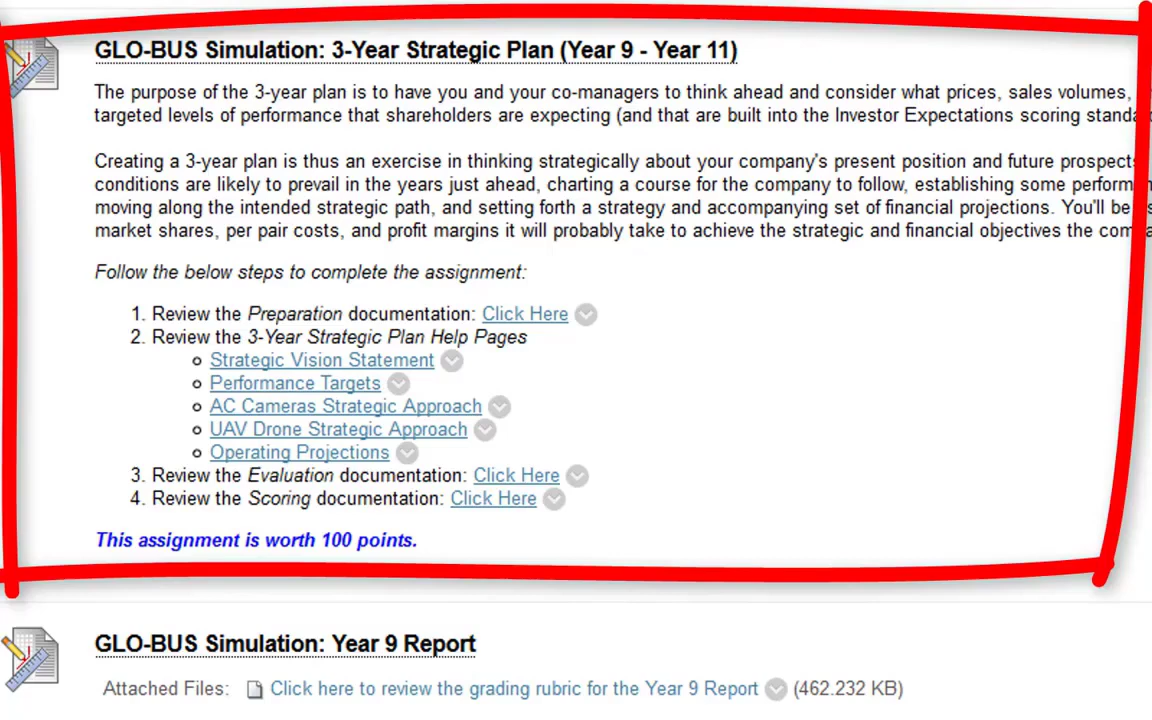 GLO-BUS Simulation: 3-Year Strategic Plan (Year 9 - Year 11)
The purpose of the 3-year plan is to have you and your co-managers to think ahead and consider what prices, sales volumes,
targeted levels of performance that shareholders are expecting (and that are built into the Investor Expectations scoring
Creating a 3-year plan is thus an exercise in thinking strategically about your company's present position and future
conditions are likely to prevail in the years just ahead, charting a course for the company to follow, establishing some
moving along the intended strategic path, and setting forth a strategy and accompanying set of financial projections. You'll be
market shares, per pair costs, and profit margins it will probably take to achieve the strategic and financial objectives the
Follow the below steps to complete the assignment:
1. Review the Preparation documentation: Click Here
2. Review the 3-Year Strategic Plan Help Pages
Strategic Vision Statement
Performance Targets
AC Cameras Strategic Approach
UAV Drone Strategic Approach
Operating Projections
3. Review the Evaluation documentation: Click Here
4. Review the Scoring documentation: Click Here
This assignment is worth 100 points.
GLO-BUS Simulation: Year 9 Report
Attached Files: Click here to review the grading rubric for the Year 9 Report (462.232 KB)